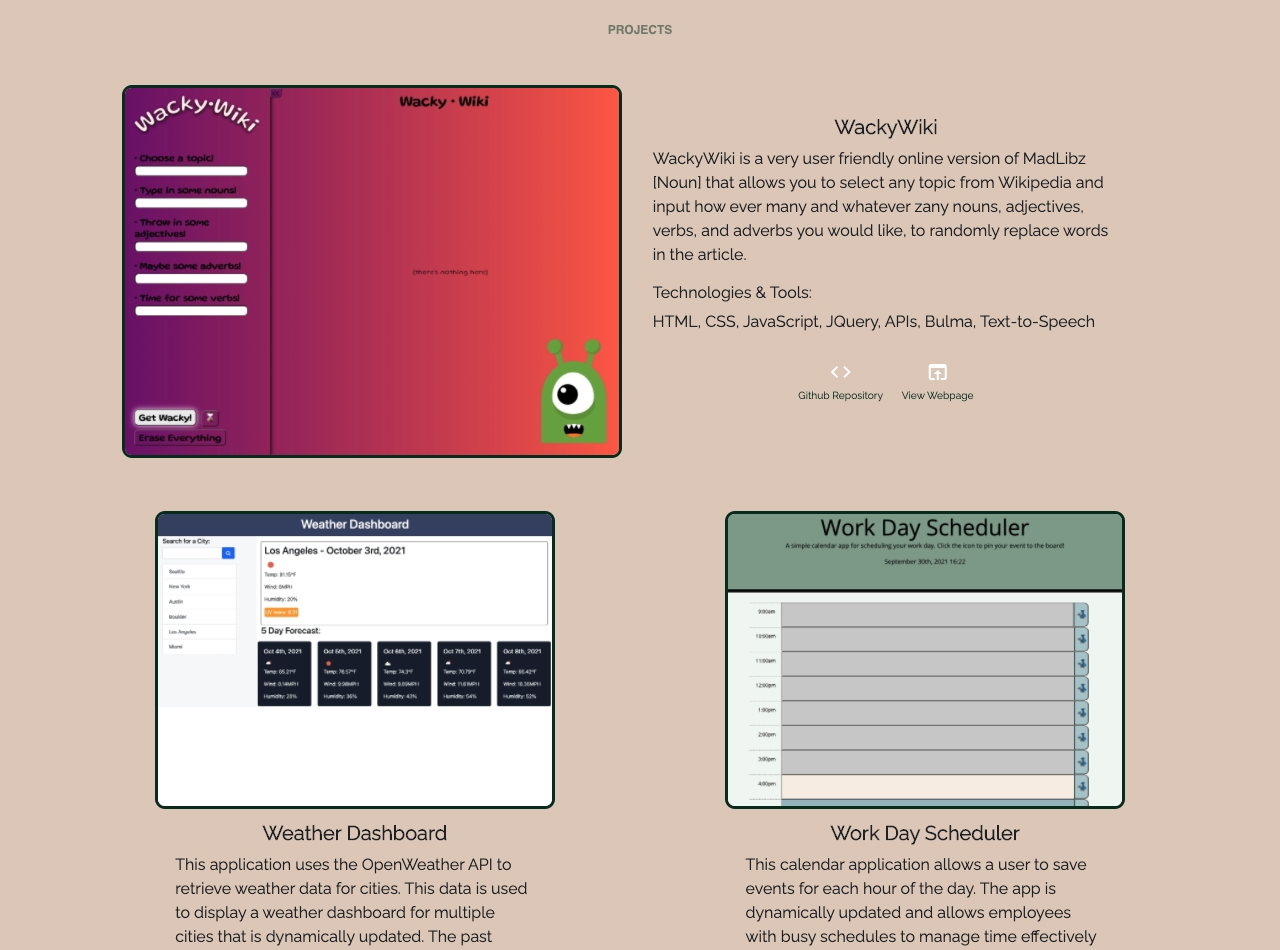 PROJECTS
Wacky·Wiki
• Choose a topic!
• Type in some nouns!
• Throw in some
adjectives!
• Maybe some adverbs!
• Time for some verbs!
Get Wacky!
Erase Everything
Wacky · Wiki
(there's nothing here)
WackyWiki
WackyWiki is a very user friendly online version of MadLibz
[Noun] that allows you to select any topic from Wikipedia and
input how ever many and whatever zany nouns, adjectives,
verbs, and adverbs you would like, to randomly replace words
in the article.
Technologies & Tools:
HTML, CSS, JavaScript, JQuery, APIs, Bulma, Text-to-Speech
Github Repository
View Webpage
Weather Dashboard
Search for a City:
Seattle
New York
Austin
Boulder
Los Angeles
Miami
Los Angeles - October 3rd, 2021
Temp: 81.15°F
Wind: 0MPH
Humidity: 20%
5 Day Forecast:
Oct 4th, 2021
Temp: 85.21°F
Wind: 8.14MPH
Humidity: 28%
Oct 5th, 2021
Temp: 78.57°F
Wind: 9.98MPH
Humidity: 36%
Oct 6th, 2021
Temp: 74.3°F
Wind: 9.89MPH
Humidity: 43%
Oct 7th, 2021
Temp: 70.79°F
Wind: 11.61MPH
Humidity: 54%
Oct 8th, 2021
Temp: 65.42°F
Wind: 10.36MPH
Humidity: 52%
Weather Dashboard
This application uses the OpenWeather API to
retrieve weather data for cities. This data is used
to display a weather dashboard for multiple
cities that is dynamically updated. The past
Work Day Scheduler
A simple calendar app for scheduling your work day. Click the icon to pin your event to the board!
September 30th, 2021 16:22
9:00am
10:00am
11:00am
12:00pm
1:00pm
2:00pm
3:00pm
4:00pm
Work Day Scheduler
This calendar application allows a user to save
events for each hour of the day. The app is
dynamically updated and allows employees
with busy schedules to manage time effectively